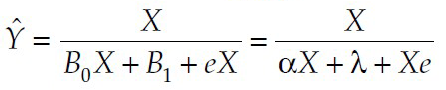 Ŷ = X / (B₀X + B₁ + eX) = X / (αX + λ + Xe)